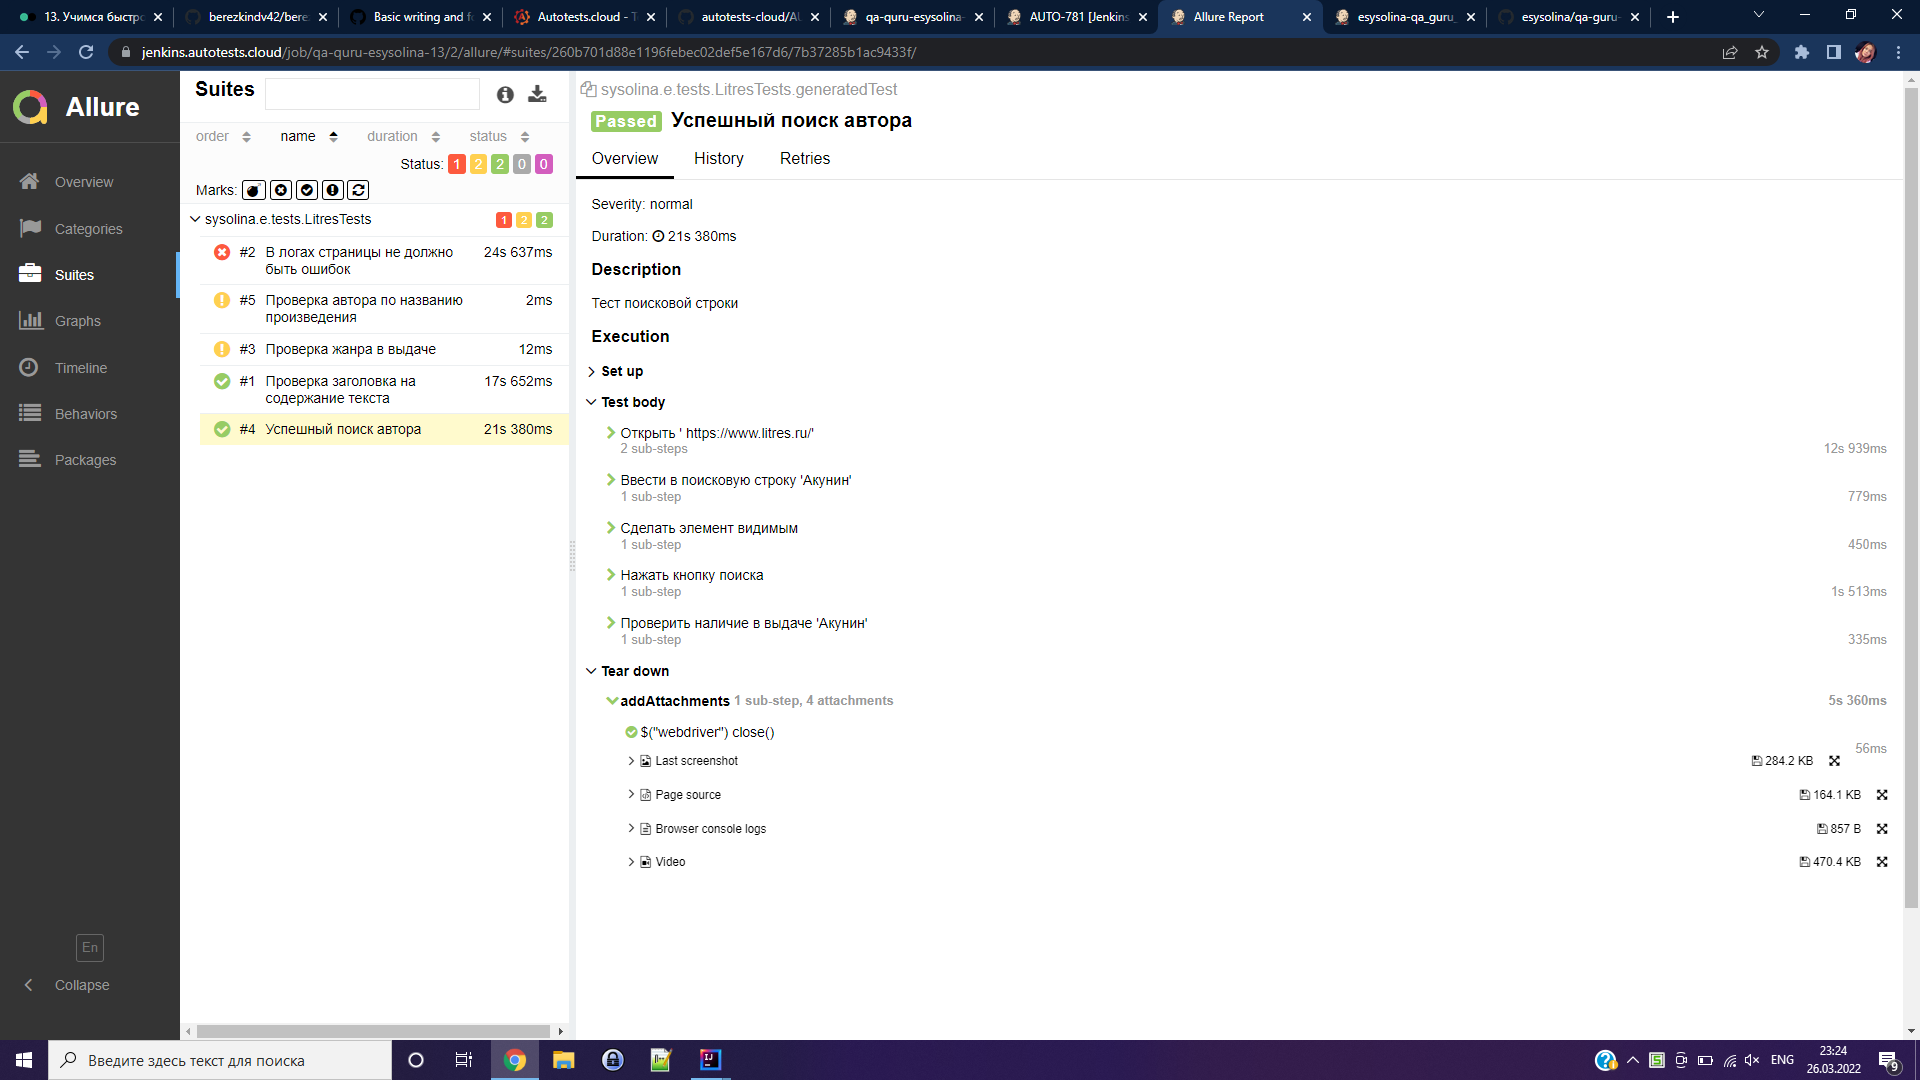 13. Учимся быстро
berezkindv42/bere
Basic writing and fo
Autotests.cloud - T
autotests-cloud/AU
qa-quru-esysolina-
AUTO-781 [Jenkins
Allure Report
esysolina-qa_guru_
esysolina/qa-guru-
jenkins.autotests.cloud/job/qa-quru-esysolina-13/2/allure/#suites/260b701d88e1196febec02def5e167d6/7b37285b1ac9433f/
Allure
Overview
Categories
Suites
Graphs
Timeline
Behaviors
Packages
En
Collapse
Suites
order name duration status
Status: 1 2 2 0 0
Marks:
sysolina.e.tests.LitresTests 1 2 2
#2 В логах страницы не должно 24s 637ms
быть ошибок
#5 Проверка автора по названию 2ms
произведения
#3 Проверка жанра в выдаче 12ms
#1 Проверка заголовка на 17s 652ms
содержание текста
#4 Успешный поиск автора 21s 380ms
sysolina.e.tests.LitresTests.generatedTest
Passed Успешный поиск автора
Overview History Retries
Severity: normal
Duration: 21s 380ms
Description
Тест поисковой строки
Execution
Set up
Test body
Открыть ' https://www.litres.ru/'
2 sub-steps 12s 939ms
Ввести в поисковую строку 'Акунин'
1 sub-step 779ms
Сделать элемент видимым
1 sub-step 450ms
Нажать кнопку поиска
1 sub-step 1s 513ms
Проверить наличие в выдаче 'Акунин'
1 sub-step 335ms
Tear down
addAttachments 1 sub-step, 4 attachments 5s 360ms
$("webdriver") close()
56ms
Last screenshot 284.2 KB
Page source 164.1 KB
Browser console logs 857 B
Video 470.4 KB
Введите здесь текст для поиска
ENG
23:24
26.03.2022
9